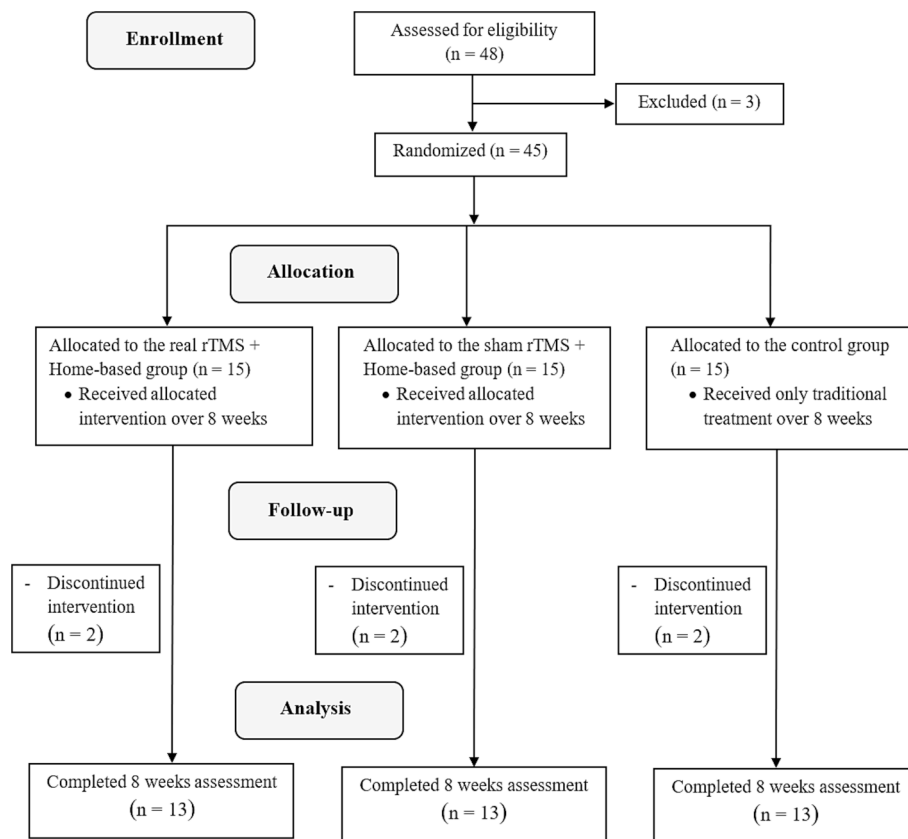 Enrollment
Assessed for eligibility
(n = 48)
Excluded (n = 3)
Randomized (n = 45)
Allocation
Allocated to the real rTMS +
Home-based group (n = 15)
• Received allocated
intervention over 8 weeks
Allocated to the sham rTMS +
Home-based group (n = 15)
• Received allocated
intervention over 8 weeks
Allocated to the control group
(n = 15)
• Received only traditional
treatment over 8 weeks
Follow-up
- Discontinued
intervention
(n = 2)
- Discontinued
intervention
(n = 2)
- Discontinued
intervention
(n = 2)
Analysis
Completed 8 weeks assessment
(n = 13)
Completed 8 weeks assessment
(n = 13)
Completed 8 weeks assessment
(n = 13)